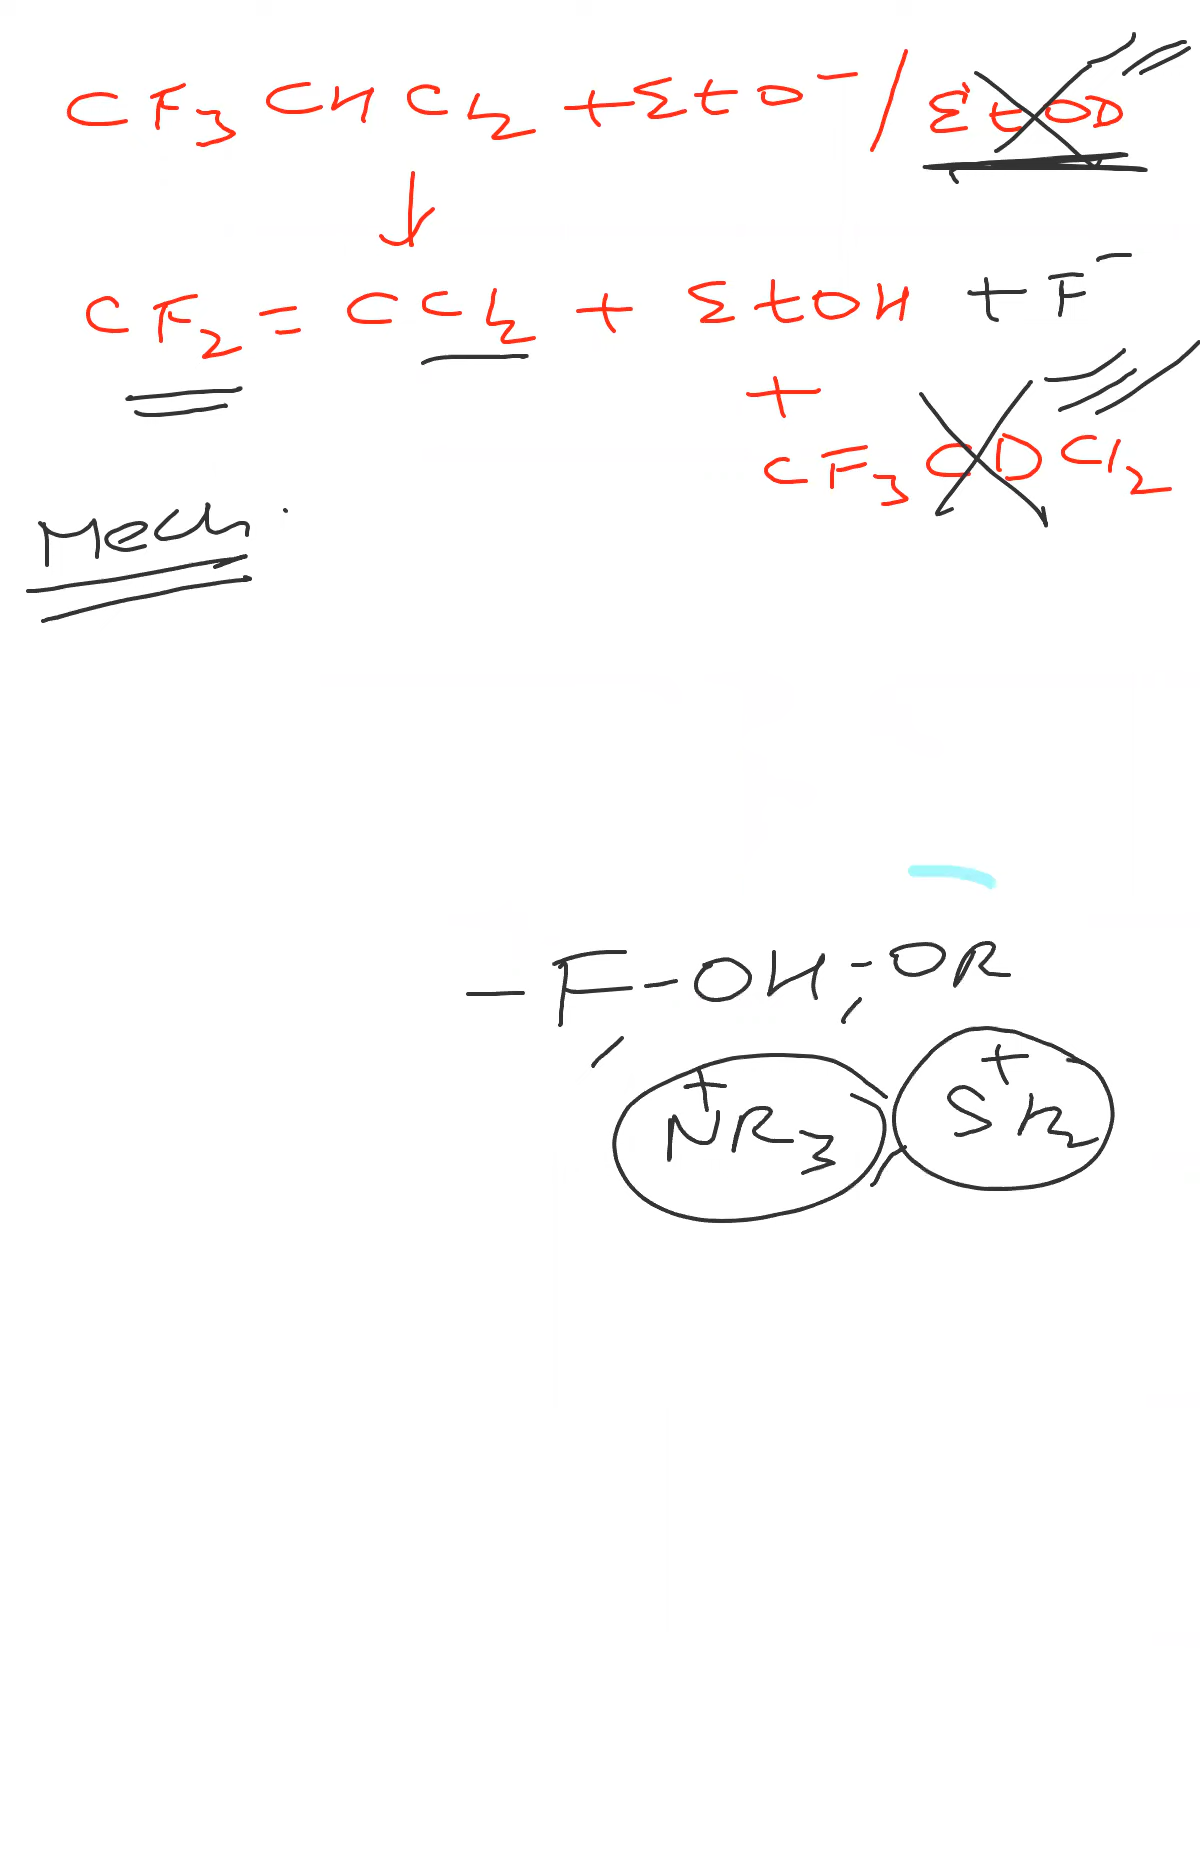 CF₃CHCl₂ + EtO⁻ / EtOD
↓
CF₂ = CCl₂ + EtOH + F⁻
+
CF₃CDCl₂
Mech.
–F, –OH, –OR
⁺NR₃, ⁺SR₂